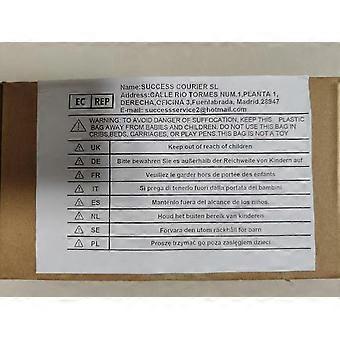 Name:SUCCESS COURIER SL
Address:CALLE RIO TORMES NUM.1,PLANTA 1,
DERECHA,OFICINA 3,Fuenlabrada, Madrid,28947
successservice2@hotmail.com
EC REP
WARNING: TO AVOID DANGER OF SUFFOCATION, KEEP THIS PLASTIC
BAG AWAY FROM BABIES AND CHILDREN. DO NOT USE THIS BAG IN
CRIBS,BEDS, CARRIAGES, OR PLAY PENS. THIS BAG IS NOT A TOY.
UK Keep out of reach of children
DE Bitte bewahren Sie es außerhalb der Reichweite von Kindern auf
FR Veuillez le garder hors de portée des enfants
IT Si prega di tenerlo fuori dalla portata dei bambini
ES Mantenlo fuera del alcance de los niños.
NL Houd het buiten bereik van kinderen
SE Förvara den utom räckhåll för barn
PL Proszę trzymać go poza zasięgiem dzieci